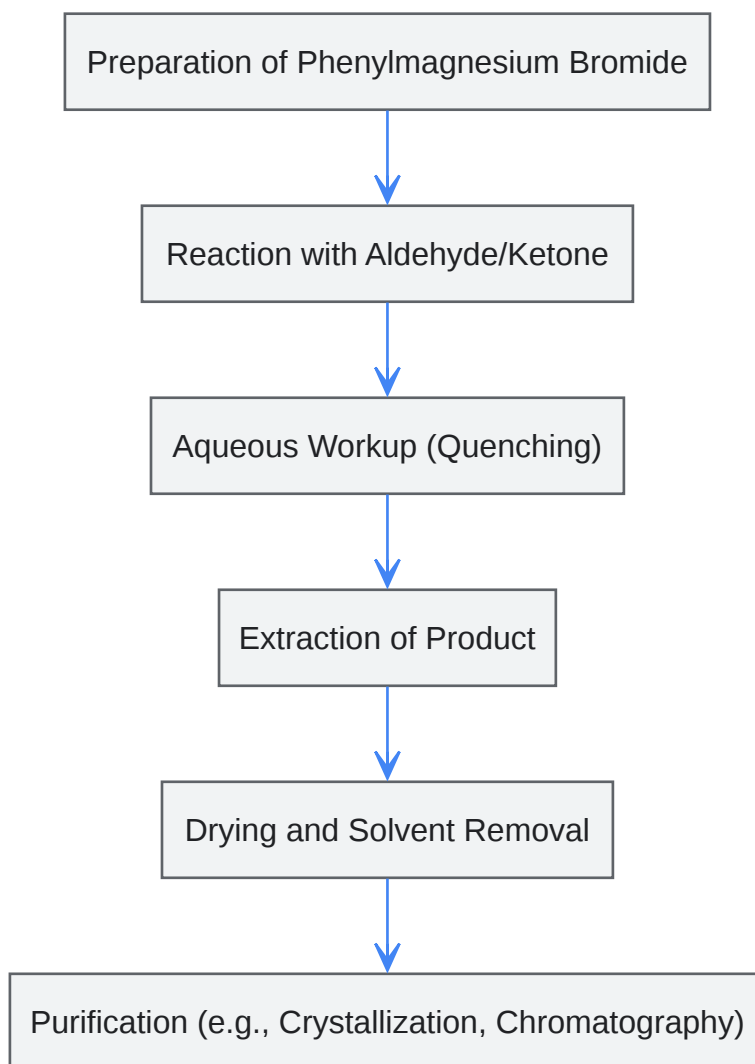 Preparation of Phenylmagnesium Bromide
Reaction with Aldehyde/Ketone
Aqueous Workup (Quenching)
Extraction of Product
Drying and Solvent Removal
Purification (e.g., Crystallization, Chromatography)